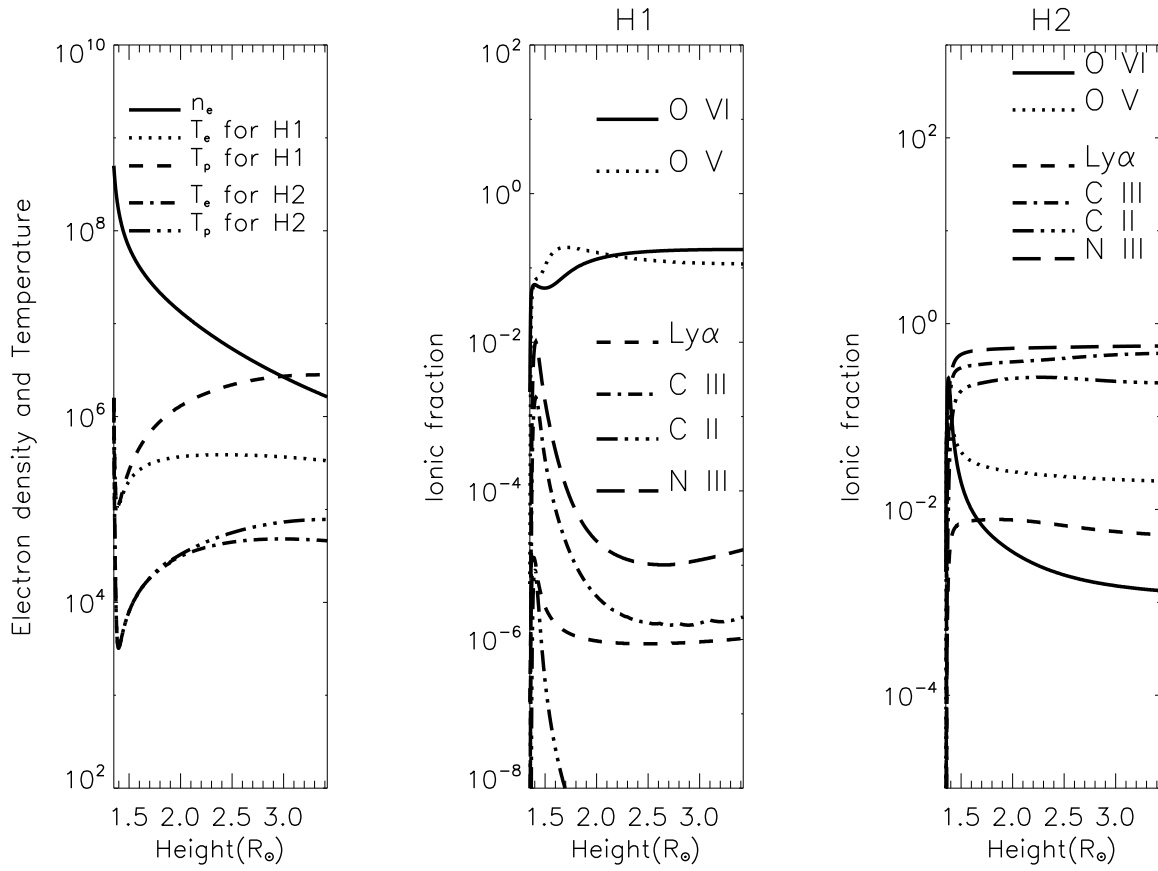 H1
H2
10^10
10^8
10^6
10^4
10^2
Electron density and Temperature
n_e
T_e for H1
T_p for H1
T_e for H2
T_p for H2
1.5 2.0 2.5 3.0
Height(R_⊙)
10^2
10^0
10^-2
10^-4
10^-6
10^-8
Ionic fraction
O VI
O V
Lyα
C III
C II
N III
1.5 2.0 2.5 3.0
Height(R_⊙)
10^2
10^0
10^-2
10^-4
Ionic fraction
O VI
O V
Lyα
C III
C II
N III
1.5 2.0 2.5 3.0
Height(R_⊙)